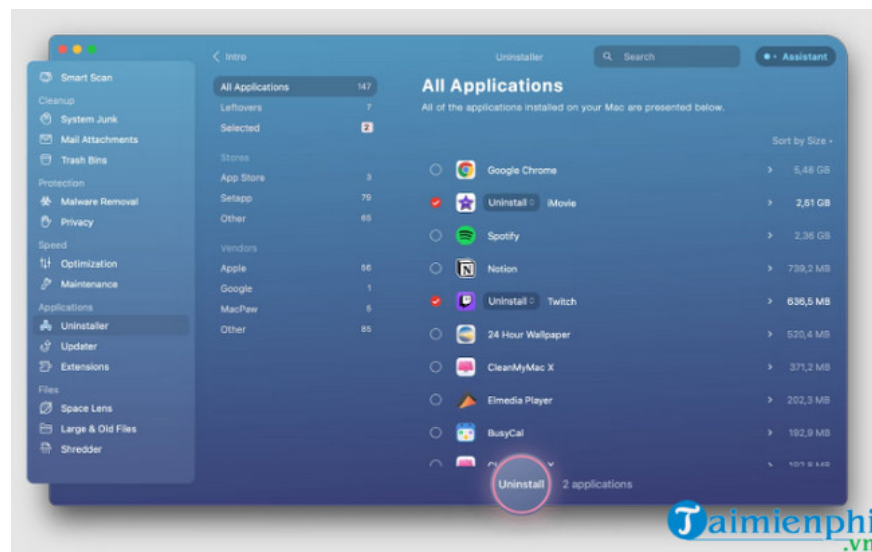 Intro
Uninstaller
Search
Assistant
Smart Scan
Cleanup
System Junk
Mail Attachments
Trash Bins
Protection
Malware Removal
Privacy
Speed
Optimization
Maintenance
Applications
Uninstaller
Updater
Extensions
Files
Space Lens
Large & Old Files
Shredder
All Applications 147
Leftovers 7
Selected 2
Stores
App Store 3
Setapp 79
Other 65
Vendors
Apple 56
Google 1
MacPaw 5
Other 85
All Applications
All of the applications installed on your Mac are presented below.
Sort by Size
Google Chrome 5,46 GB
Uninstall iMovie 2,61 GB
Spotify 2,36 GB
Notion 739,2 MB
Uninstall Twitch 636,5 MB
24 Hour Wallpaper 520,4 MB
CleanMyMac X 371,2 MB
Elmedia Player 202,3 MB
BusyCal 192,9 MB
Uninstall 2 applications
Taimienphi
.vn